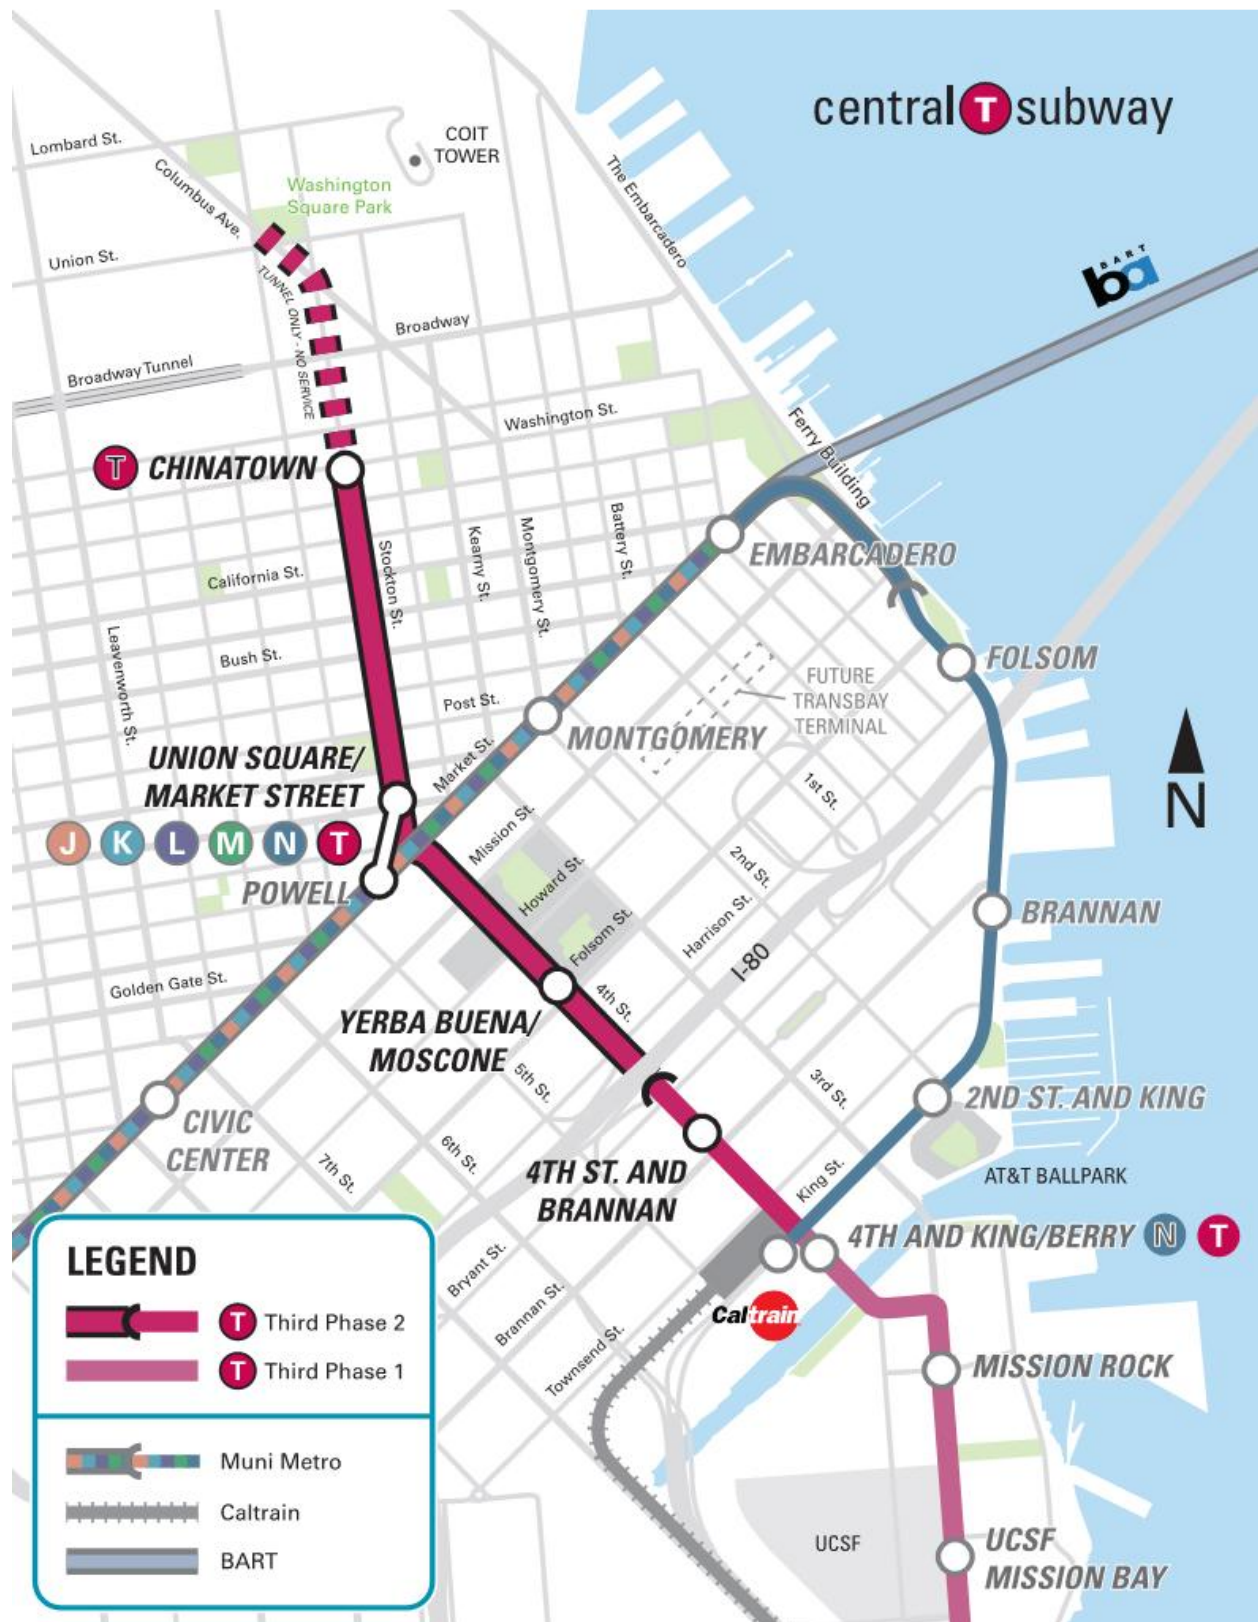 central T subway
Lombard St.
COIT
TOWER
Columbus Ave.
Washington
Square Park
The Embarcadero
Union St.
TUNNEL ONLY - NO SERVICE
BART
ba
Broadway
Broadway Tunnel
Washington St.
Ferry Building
T CHINATOWN
Stockton St.
Kearny St.
Montgomery St.
Battery St.
EMBARCADERO
California St.
Leavenworth St.
Bush St.
FOLSOM
Post St.
FUTURE
TRANSBAY
TERMINAL
MONTGOMERY
Market St.
UNION SQUARE/
MARKET STREET
J K L M N T
POWELL
Mission St.
1st St.
N
Howard St.
2nd St.
Folsom St.
Harrison St.
I-80
BRANNAN
Golden Gate St.
4th St.
YERBA BUENA/
MOSCONE
5th St.
3rd St.
2ND ST. AND KING
CIVIC
CENTER
6th St.
7th St.
4TH ST. AND
BRANNAN
King St.
AT&T BALLPARK
4TH AND KING/BERRY N T
Bryant St.
Brannan St.
Townsend St.
Caltrain
MISSION ROCK
UCSF
UCSF
MISSION BAY
LEGEND
T Third Phase 2
T Third Phase 1
Muni Metro
Caltrain
BART